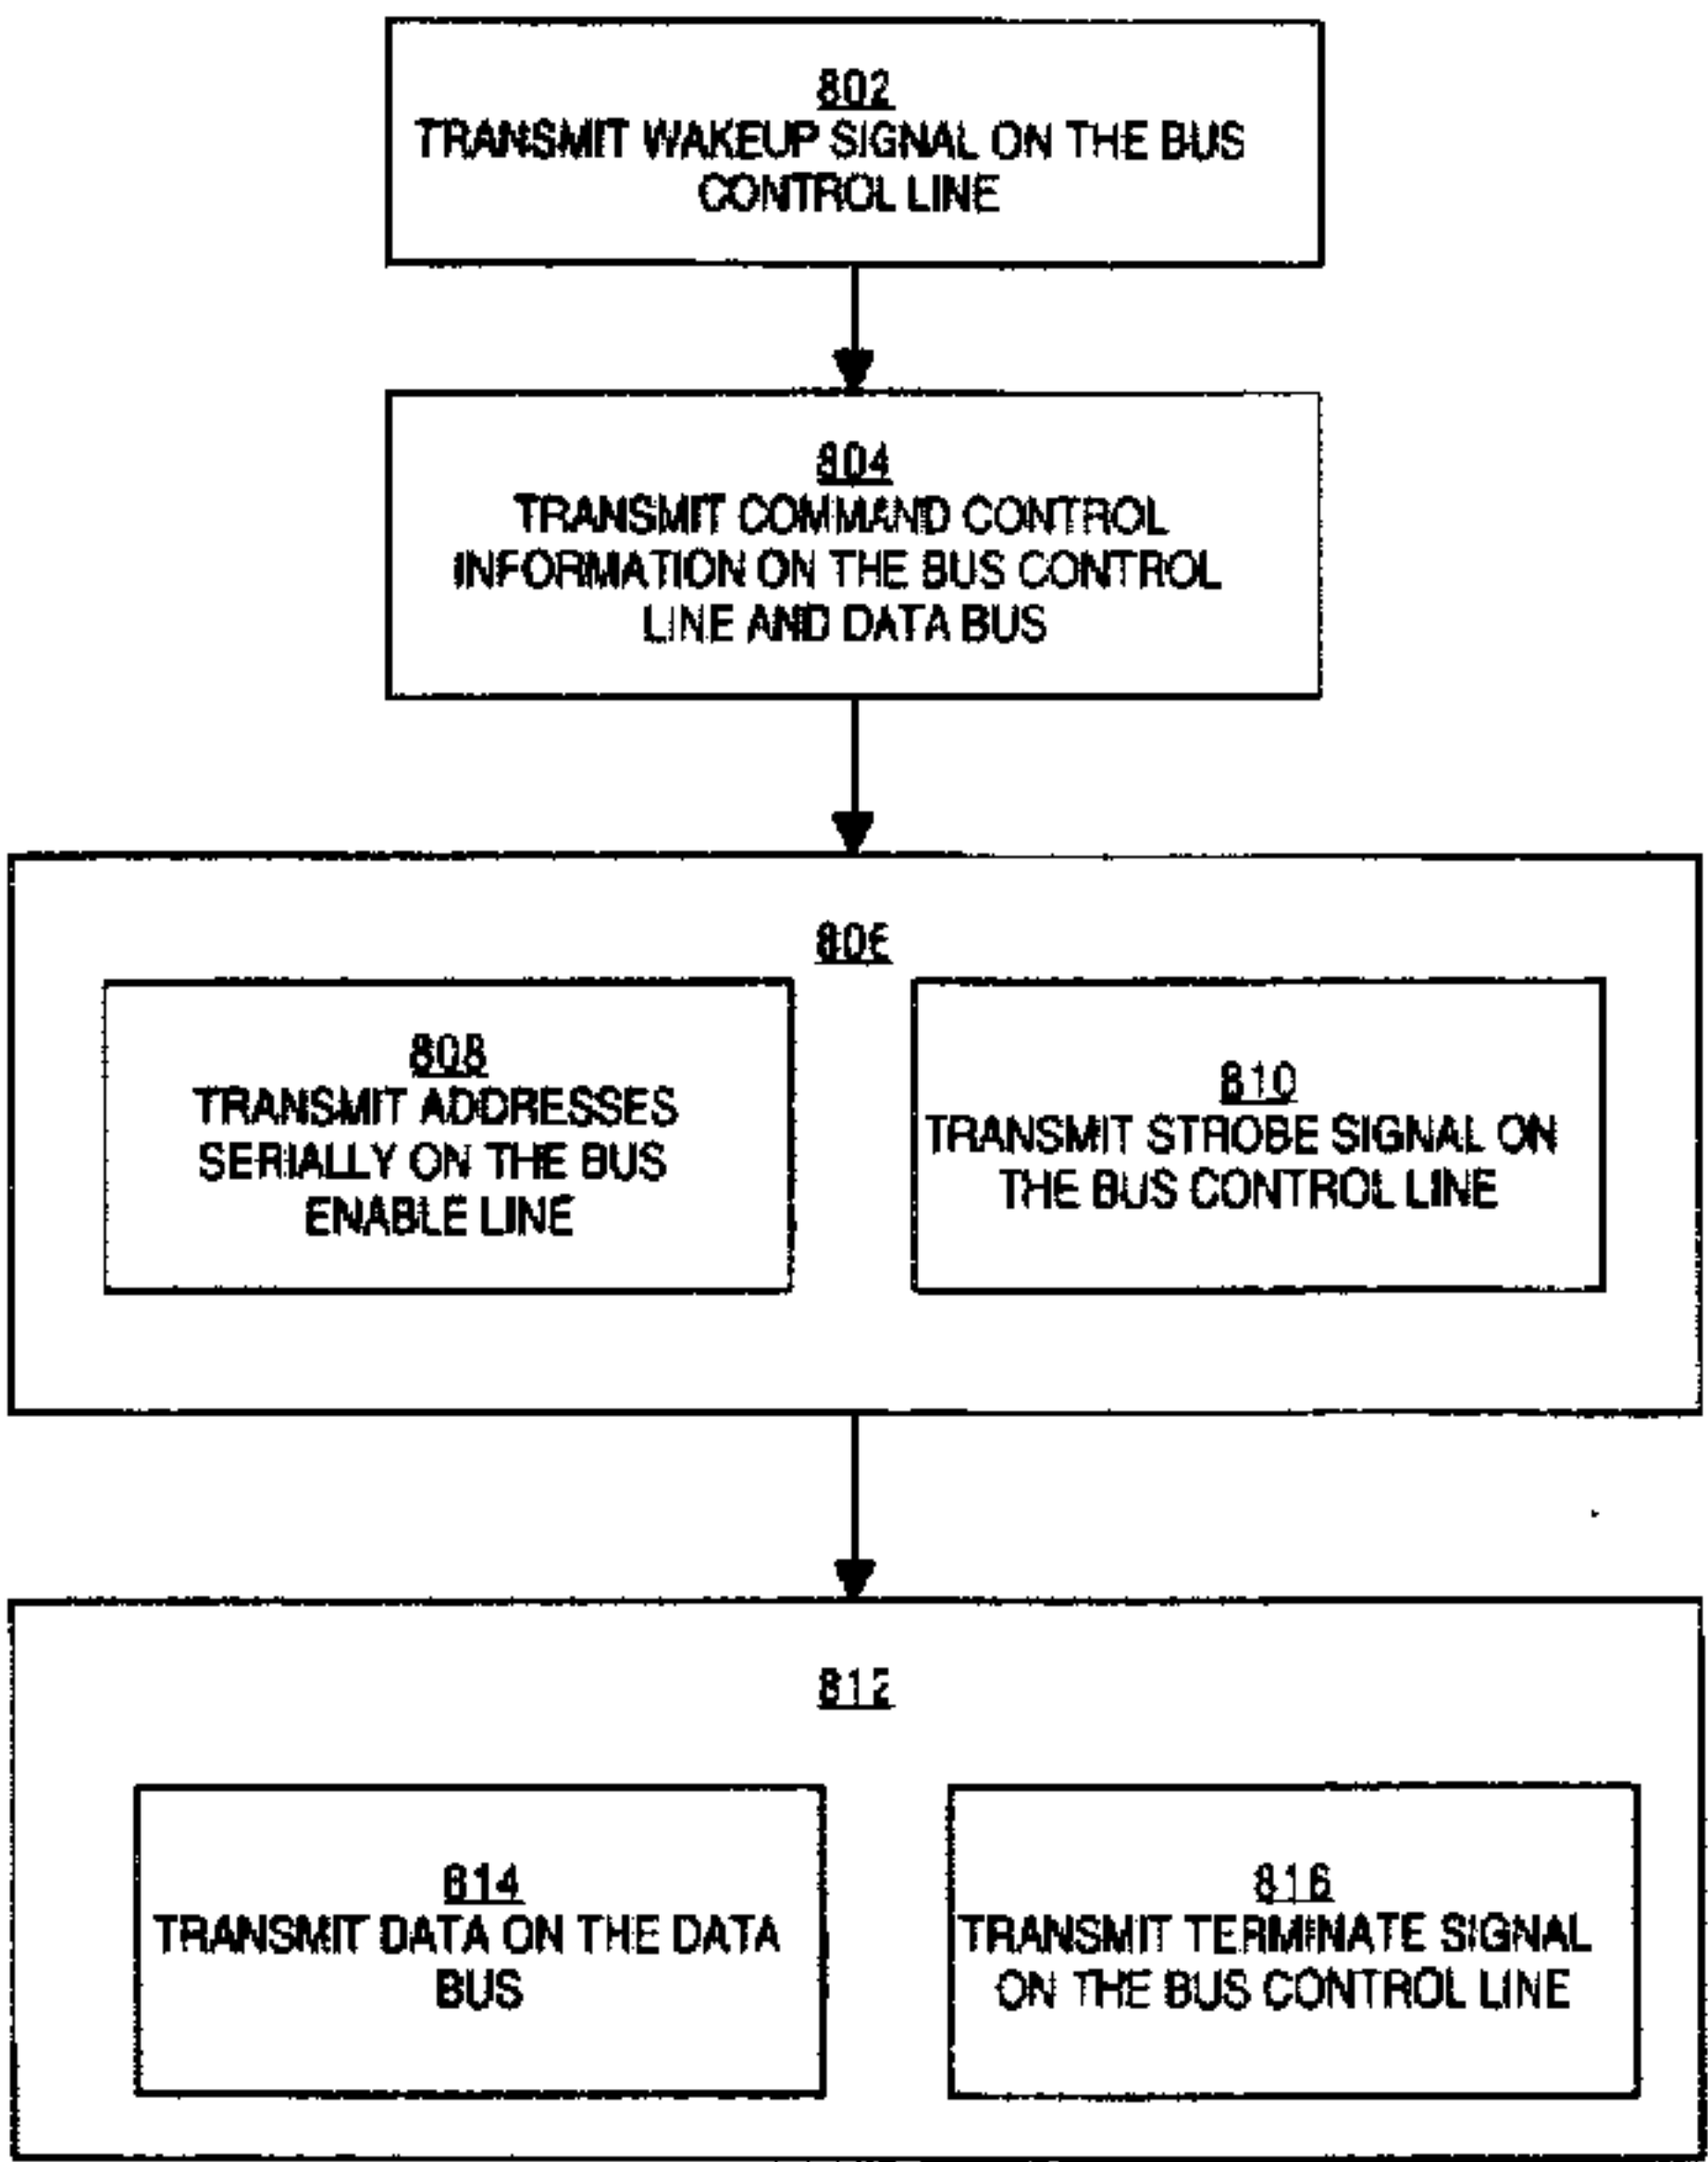 802
TRANSMIT WAKEUP SIGNAL ON THE BUS
CONTROL LINE
804
TRANSMIT COMMAND CONTROL
INFORMATION ON THE BUS CONTROL
LINE AND DATA BUS
806
808
TRANSMIT ADDRESSES
SERIALLY ON THE BUS
ENABLE LINE
810
TRANSMIT STROBE SIGNAL ON
THE BUS CONTROL LINE
812
814
TRANSMIT DATA ON THE DATA
BUS
816
TRANSMIT TERMINATE SIGNAL
ON THE BUS CONTROL LINE